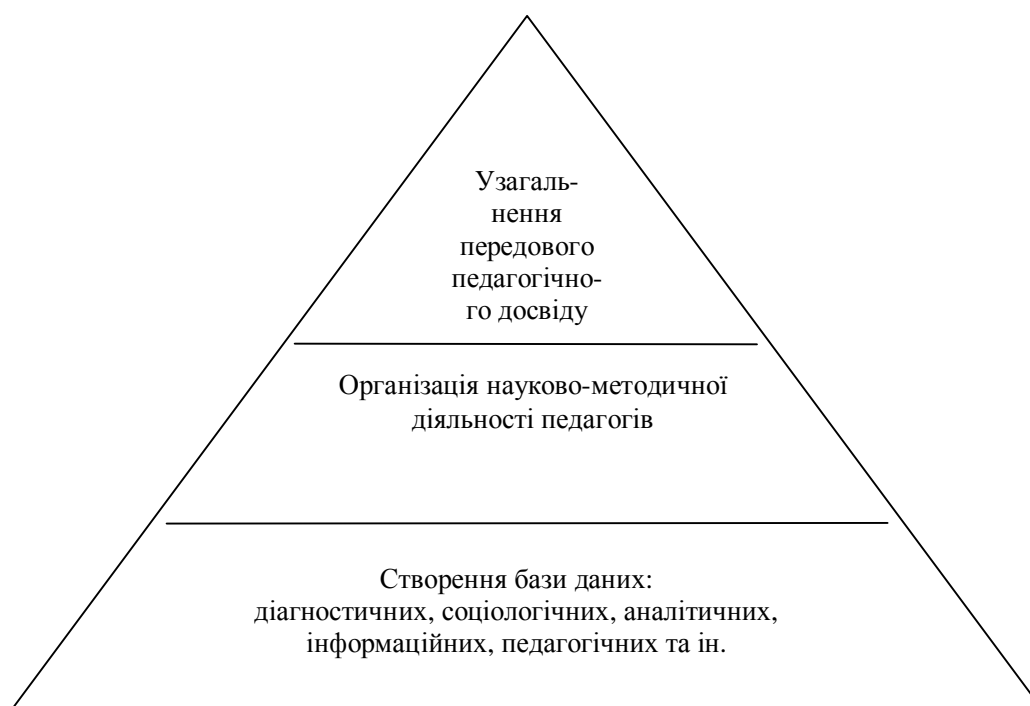 Узагаль-
нення
передового
педагогічно-
го досвіду
Організація науково-методичної
діяльності педагогів
Створення бази даних:
діагностичних, соціологічних, аналітичних,
інформаційних, педагогічних та ін.